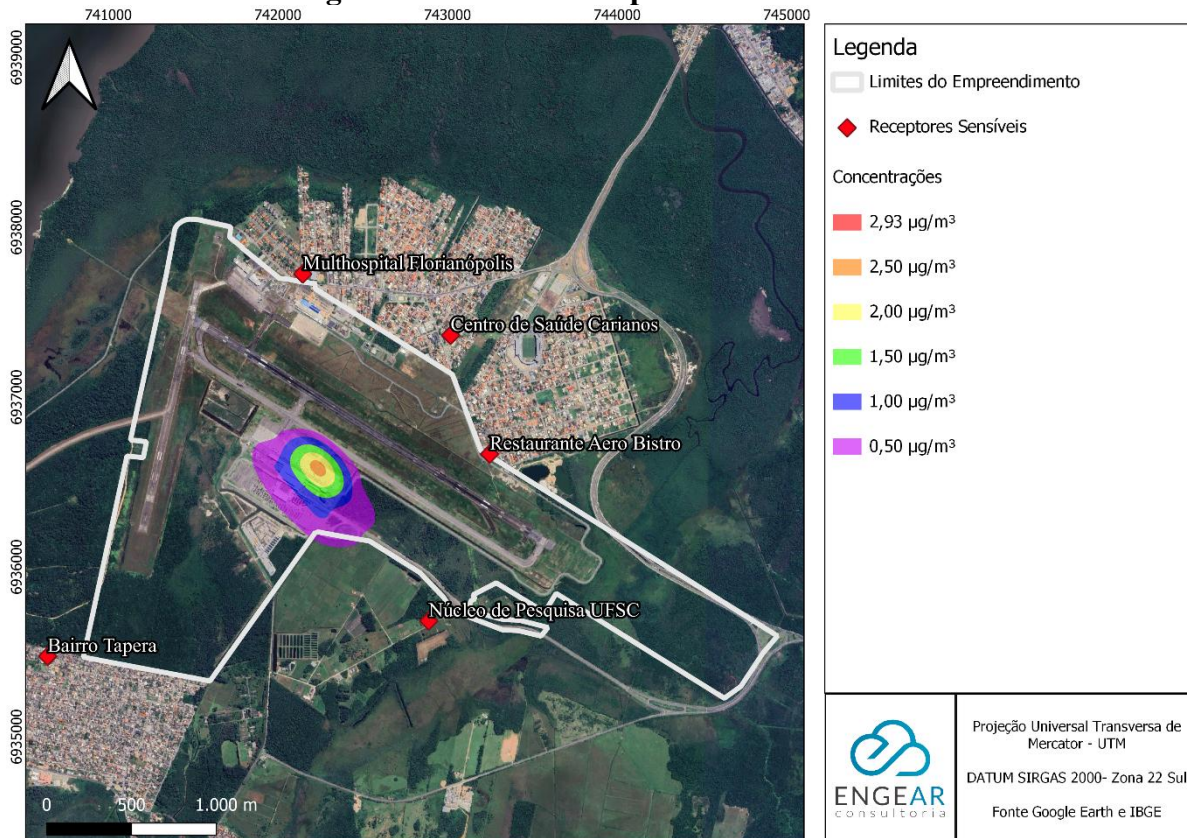 741000 742000 743000 744000 745000
6939000
6938000
6937000
6936000
6935000
Multhospital Florianópolis
Centro de Saúde Carianos
Restaurante Aero Bistro
Núcleo de Pesquisa UFSC
Bairro Tapera
0 500 1.000 m
Legenda
Limites do Empreendimento
Receptores Sensíveis
Concentrações
2,93 µg/m³
2,50 µg/m³
2,00 µg/m³
1,50 µg/m³
1,00 µg/m³
0,50 µg/m³
ENGEAR
consultoria
Projeção Universal Transversa de
Mercator - UTM
DATUM SIRGAS 2000- Zona 22 Sul
Fonte Google Earth e IBGE